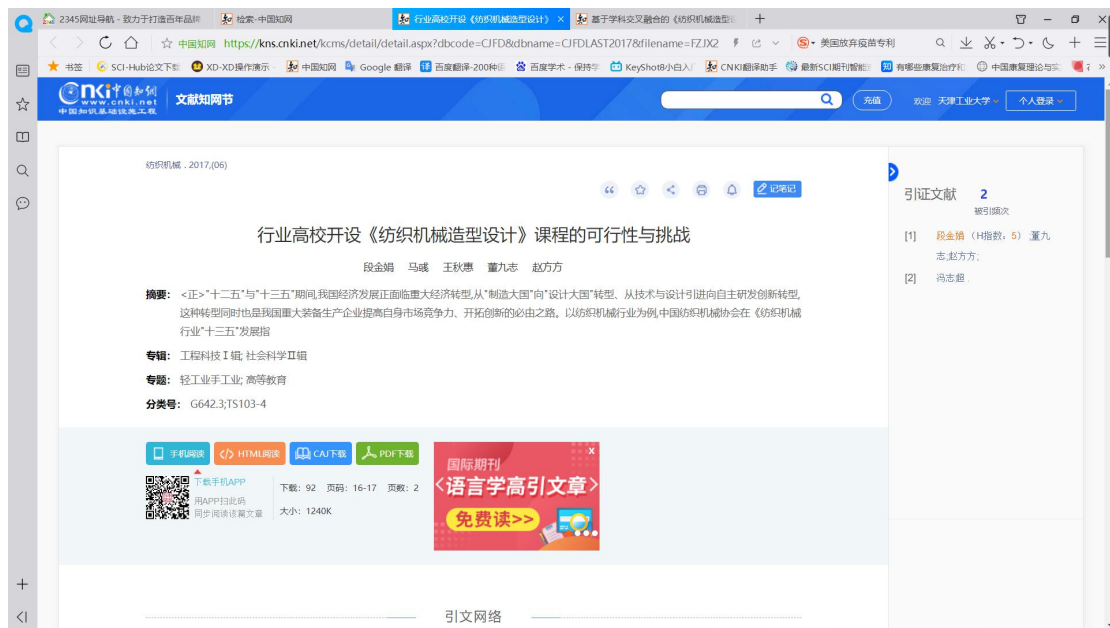 2345网址导航 - 致力于打造百年品牌
检索-中国知网
行业高校开设《纺织机械造型设计》 ×
基于学科交叉融合的《纺织机械造型设
中国知网 https://kns.cnki.net/kcms/detail/detail.aspx?dbcode=CJFD&dbname=CJFDLAST2017&filename=FZJX2
美国放弃疫苗专利
书签
SCI-Hub论文下载
XD-XD操作演示 -
中国知网
Google 翻译
百度翻译-200种语
百度学术 - 保持学
KeyShot8小白入门
CNKI翻译助手
最新SCI期刊智能
有哪些康复治疗和
中国康复理论与实
CNKi中国知网
www.cnki.net
中国知识基础设施工程
文献知网节
充值
欢迎 天津工业大学
个人登录
纺织机械 . 2017,(06)
记笔记
行业高校开设《纺织机械造型设计》课程的可行性与挑战
段金娟 马彧 王秋惠 董九志 赵方方
摘要： <正>"十二五"与"十三五"期间,我国经济发展正面临重大经济转型,从"制造大国"向"设计大国"转型、从技术与设计引进向自主研发创新转型,
这种转型同时也是我国重大装备生产企业提高自身市场竞争力、开拓创新的必由之路。以纺织机械行业为例,中国纺织机械协会在《纺织机械
行业"十三五"发展指
专辑： 工程科技Ⅰ辑; 社会科学Ⅱ辑
专题： 轻工业手工业; 高等教育
分类号： G642.3;TS103-4
手机阅读
HTML阅读
CAJ下载
PDF下载
下载手机APP
用APP扫此码
同步阅读该篇文章
下载：92 页码：16-17 页数：2
大小：1240K
国际期刊
语言学高引文章
免费读>>
引文网络
引证文献 2
被引频次
[1] 段金娟（H指数：5）;董九
志;赵方方;
[2] 冯志超 .